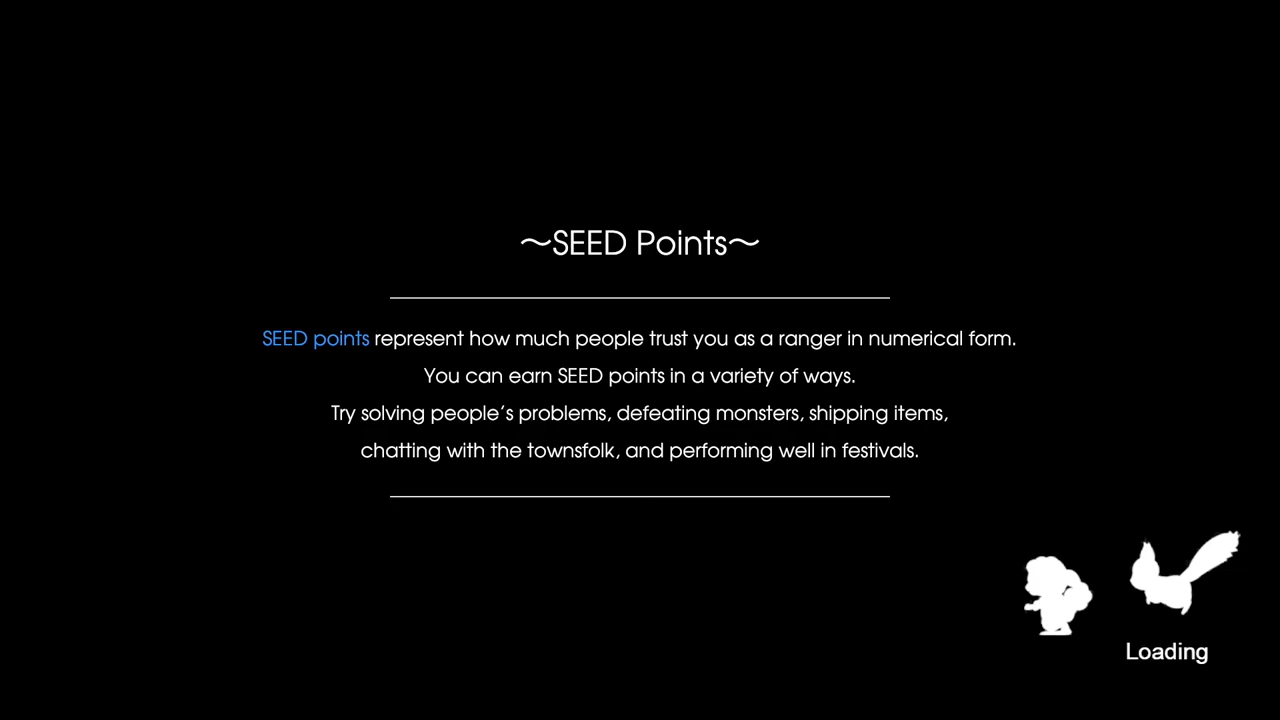 ～SEED Points～
SEED points represent how much people trust you as a ranger in numerical form.
You can earn SEED points in a variety of ways.
Try solving people’s problems, defeating monsters, shipping items,
chatting with the townsfolk, and performing well in festivals.
Loading